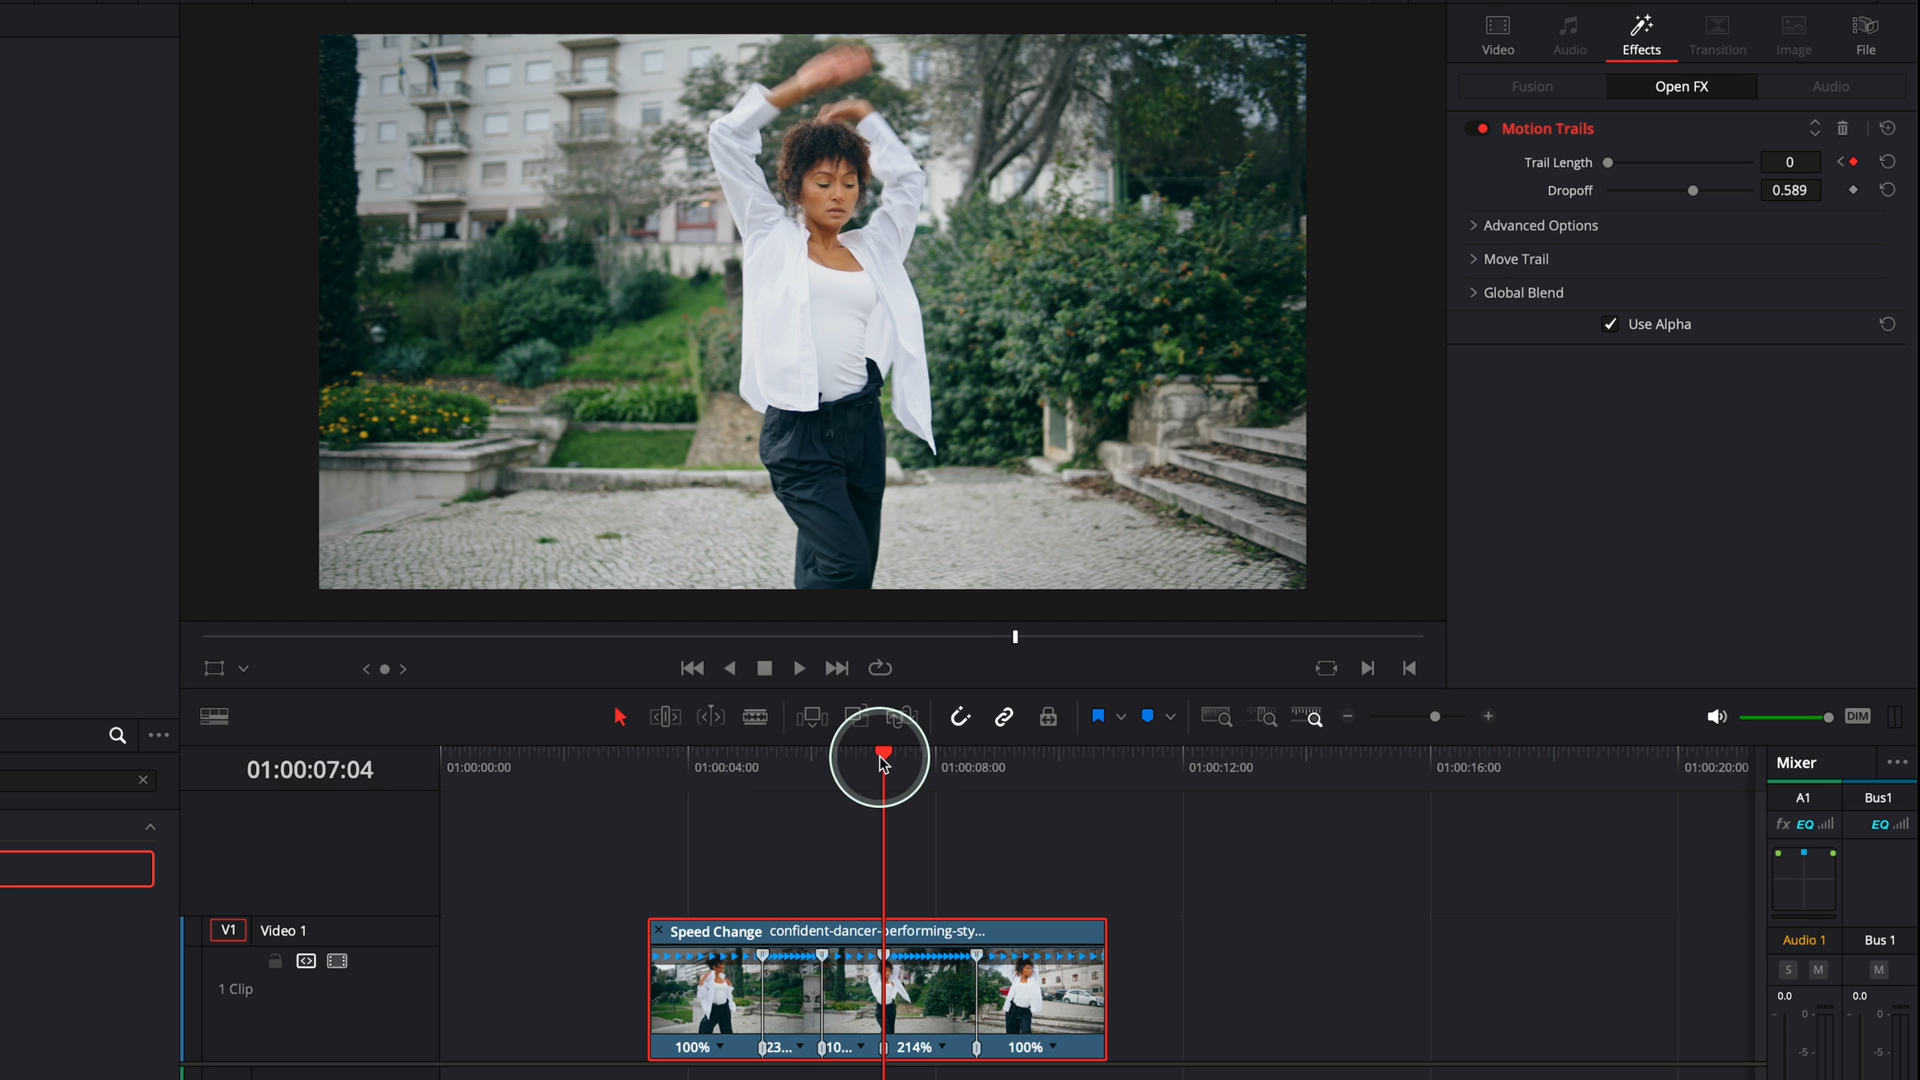 Video
Audio
Effects
Transition
Image
File
Fusion
Open FX
Audio
Motion Trails
Trail Length
0
Dropoff
0.589
Advanced Options
Move Trail
Global Blend
Use Alpha
DIM
01:00:07:04
01:00:00:00
01:00:04:00
01:00:08:00
01:00:12:00
01:00:16:00
01:00:20:00
Mixer
A1
Bus1
fx EQ
EQ
V1
Video 1
1 Clip
Speed Change confident-dancer-performing-sty...
100%
23...
10...
214%
100%
Audio 1
Bus 1
S
M
M
0.0
0.0
0
0
-5
-5